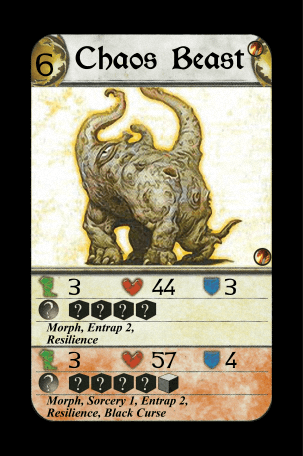 6 Chaos Beast
3 44 3
? ? ? ? ?
Morph, Entrap 2,
Resilience
3 57 4
? ? ? ? ?
Morph, Sorcery 1, Entrap 2,
Resilience, Black Curse